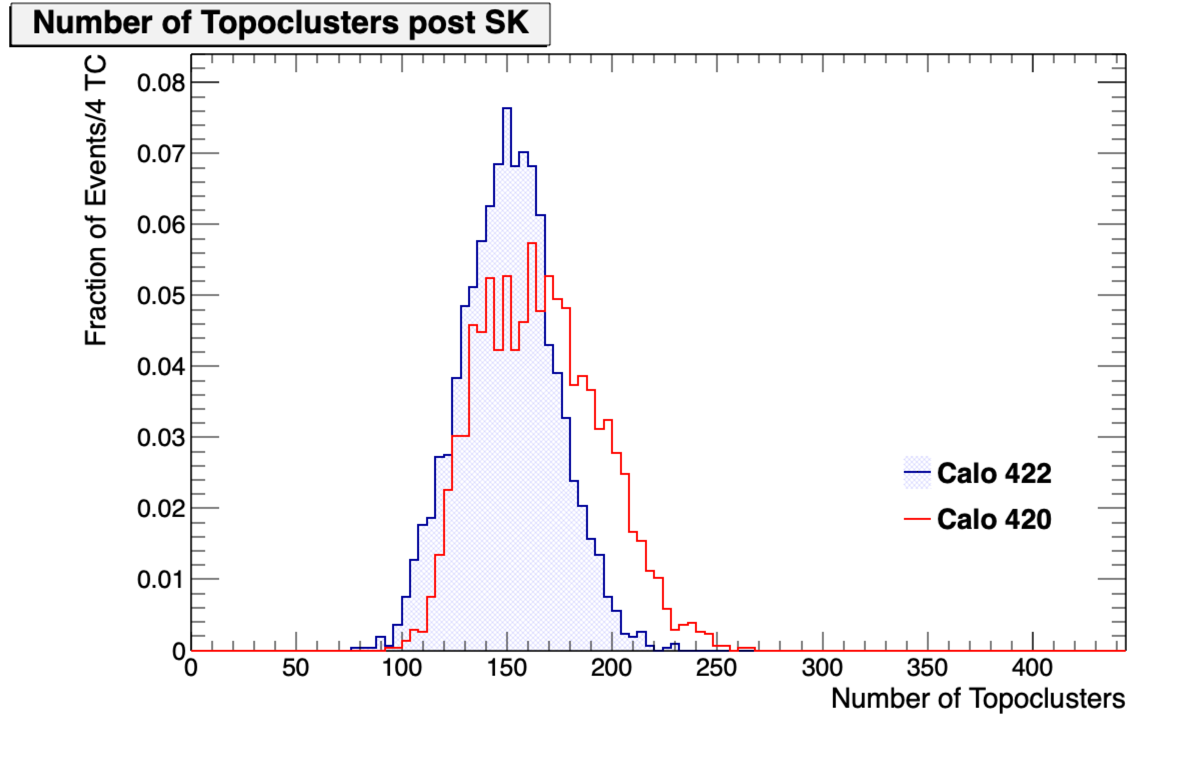 Number of Topoclusters post SK
Fraction of Events/4 TC
0.08
0.07
0.06
0.05
0.04
0.03
0.02
0.01
0
Calo 422
Calo 420
0 50 100 150 200 250 300 350 400
Number of Topoclusters